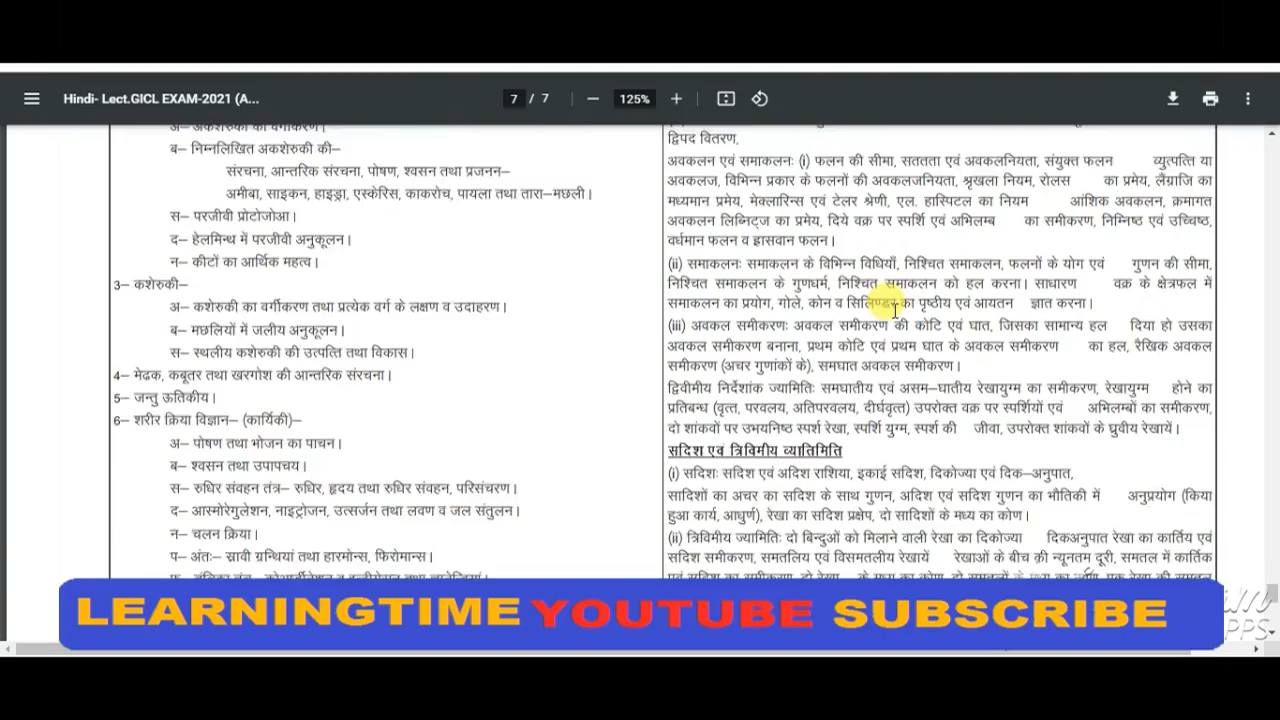 Hindi- Lect.GICL EXAM-2021 (A...
7 / 7
125%
अ– अकशेरुकी का वर्गीकरण।
ब– निम्नलिखित अकशेरुकी की–
संरचना, आन्तरिक संरचना, पोषण, श्वसन तथा प्रजनन–
अमीबा, साइकन, हाइड्रा, एस्केरिस, काकरोच, पायला तथा तारा–मछली।
स– परजीवी प्रोटोजोआ।
द– हेलमिन्थ में परजीवी अनुकूलन।
न– कीटों का आर्थिक महत्व।
3– कशेरुकी–
अ– कशेरुकी का वर्गीकरण तथा प्रत्येक वर्ग के लक्षण व उदाहरण।
ब– मछलियों में जलीय अनुकूलन।
स– स्थलीय कशेरुकी की उत्पत्ति तथा विकास।
4– मेढक, कबूतर तथा खरगोश की आन्तरिक संरचना।
5– जन्तु ऊतिकीय।
6– शरीर क्रिया विज्ञान– (कार्यिकी)–
अ– पोषण तथा भोजन का पाचन।
ब– श्वसन तथा उपापचय।
स– रुधिर संवहन तंत्र– रुधिर, हृदय तथा रुधिर संवहन, परिसंचरण।
द– आस्मोरेगुलेशन, नाइट्रोजन, उत्सर्जन तथा लवण व जल संतुलन।
न– चलन क्रिया।
प– अंतः– स्रावी ग्रन्थियां तथा हारमोन्स, फिरोमान्स।
द्विपद वितरण,
अवकलन एवं समाकलनः (i) फलन की सीमा, सततता एवं अवकलनियता, संयुक्त फलन व्युत्पत्ति या
अवकलज, विभिन्न प्रकार के फलनों की अवकलजनियता, श्रृखला नियम, रोलस का प्रमेय, लैंग्राजि का
मध्यमान प्रमेय, मेक्लारिन्स एवं टेलर श्रेणी, एल. हास्पिटल का नियम आंशिक अवकलन, क्रमागत
अवकलन लिब्निट्ज का प्रमेय, दिये वक्र पर स्पर्शि एवं अभिलम्ब का समीकरण, निम्निष्ठ एवं उच्चिष्ठ,
वर्धमान फलन व ह्रासवान फलन।
(ii) समाकलनः समाकलन के विभिन्न विधियाँ, निश्चित समाकलन, फलनों के योग एवं गुणन की सीमा,
निश्चित समाकलन के गुणधर्म, निश्चित समाकलन को हल करना। साधारण वक्र के क्षेत्रफल में
समाकलन का प्रयोग, गोले, कोन व सिलिण्डर का पृष्ठीय एवं आयतन ज्ञात करना।
(iii) अवकल समीकरणः अवकल समीकरण की कोटि एवं घात, जिसका सामान्य हल दिया हो उसका
अवकल समीकरण बनाना, प्रथम कोटि एवं प्रथम घात के अवकल समीकरण का हल, रैखिक अवकल
समीकरण (अचर गुणांकों के), समघात अवकल समीकरण।
द्विवीमीय निर्देशांक ज्यामितिः समघातीय एवं असम–घातीय रेखायुग्म का समीकरण, रेखायुग्म होने का
प्रतिबन्ध (वृत्त, परवलय, अतिपरवलय, दीर्घवृत्त) उपरोक्त वक्र पर स्पर्शियों एवं अभिलम्बों का समीकरण,
दो शांकवों पर उभयनिष्ठ स्पर्श रेखा, स्पर्शि युग्म, स्पर्श की जीवा, उपरोक्त शांकवों के घ्रुवीय रेखायें।
सदिश एवं त्रिविमीय व्यातिमिति
(i) सदिशः सदिश एवं अदिश राशिया, इकाई सदिश, दिकोज्या एवं दिक–अनुपात,
सादिशों का अचर का सदिश के साथ गुणन, अदिश एवं सदिश गुणन का भौतिकी में अनुप्रयोग (किया
हुआ कार्य, आधुर्ण), रेखा का सदिश प्रक्षेप, दो सादिशों के मध्य का कोण।
(ii) त्रिविमीय ज्यामितिः दो बिन्दुओं को मिलाने वाली रेखा का दिकोज्या दिकअनुपात रेखा का कार्तिय एवं
सदिश समीकरण, समतलिय एवं विसमतलीय रेखायें रेखाओं के बीच की न्यूनतम दूरी, समतल में कार्तिक
LEARNINGTIME YOUTUBE SUBSCRIBE